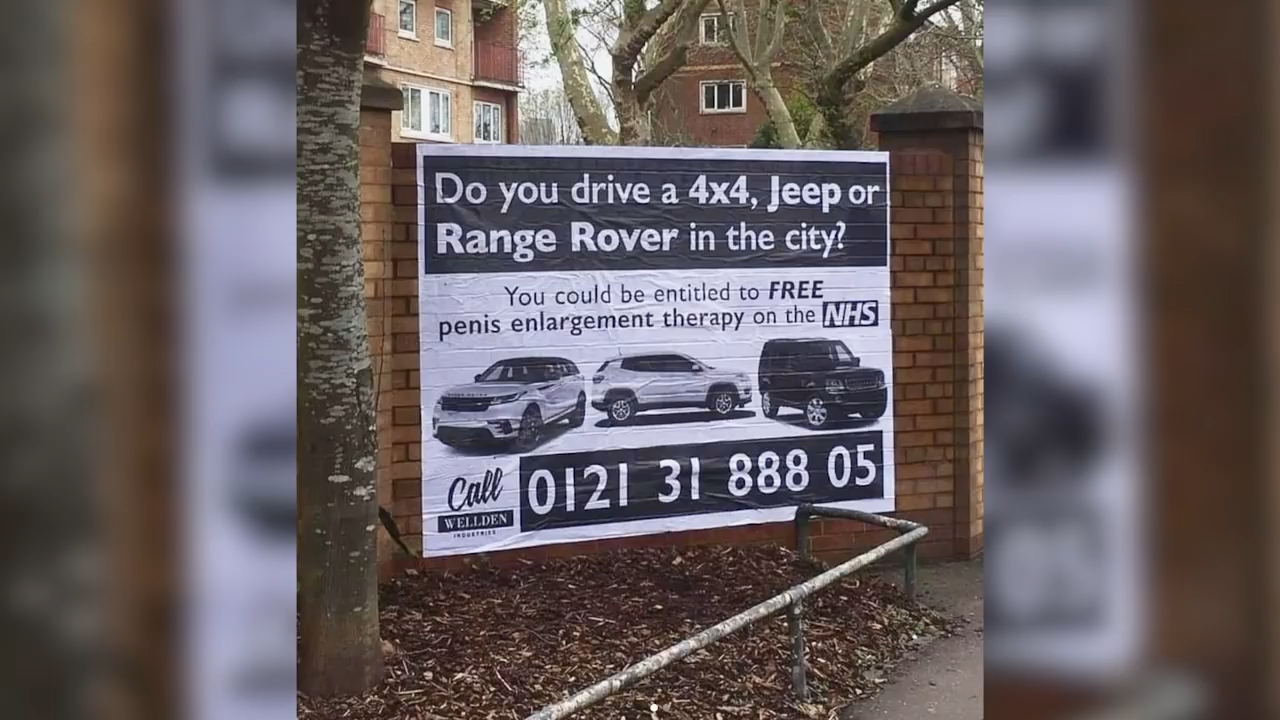 Do you drive a 4x4, Jeep or
Range Rover in the city?
You could be entitled to FREE
penis enlargement therapy on the NHS
Call
WELLDEN
INDUSTRIES
0121 31 888 05